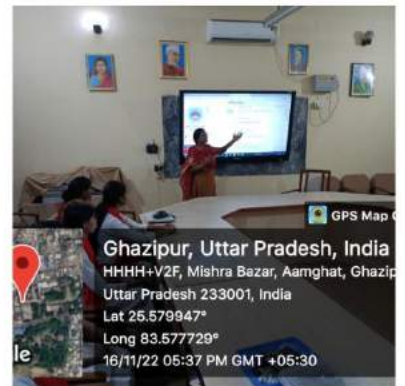 GPS Map C
Ghazipur, Uttar Pradesh, India
HHHH+V2F, Mishra Bazar, Aamghat, Ghazip
Uttar Pradesh 233001, India
Lat 25.579947°
Long 83.577729°
16/11/22 05:37 PM GMT +05:30
le